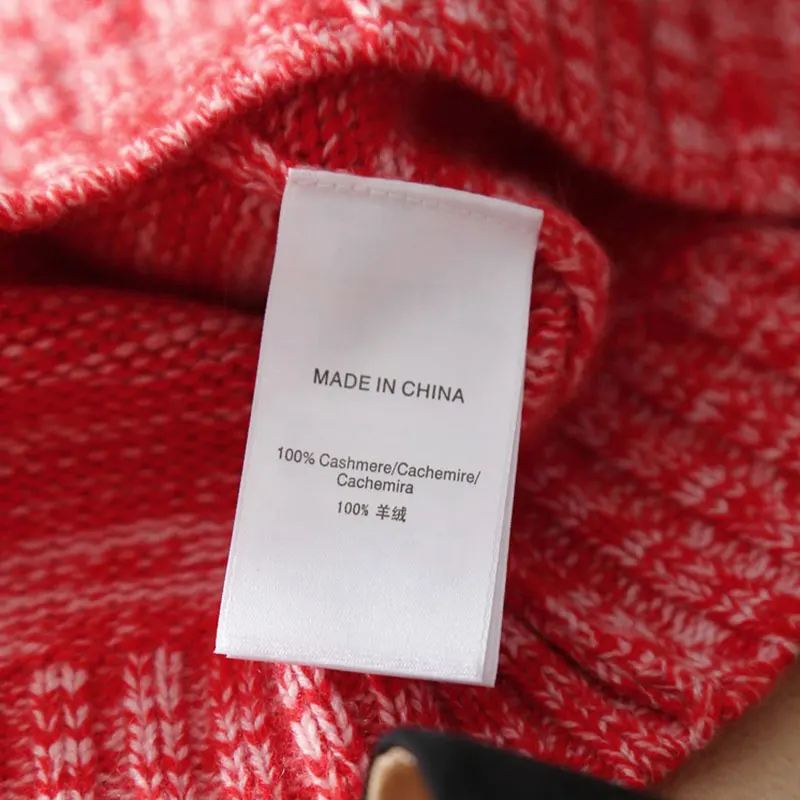 MADE IN CHINA
100% Cashmere/Cachemire/
Cachemira
100% 羊绒